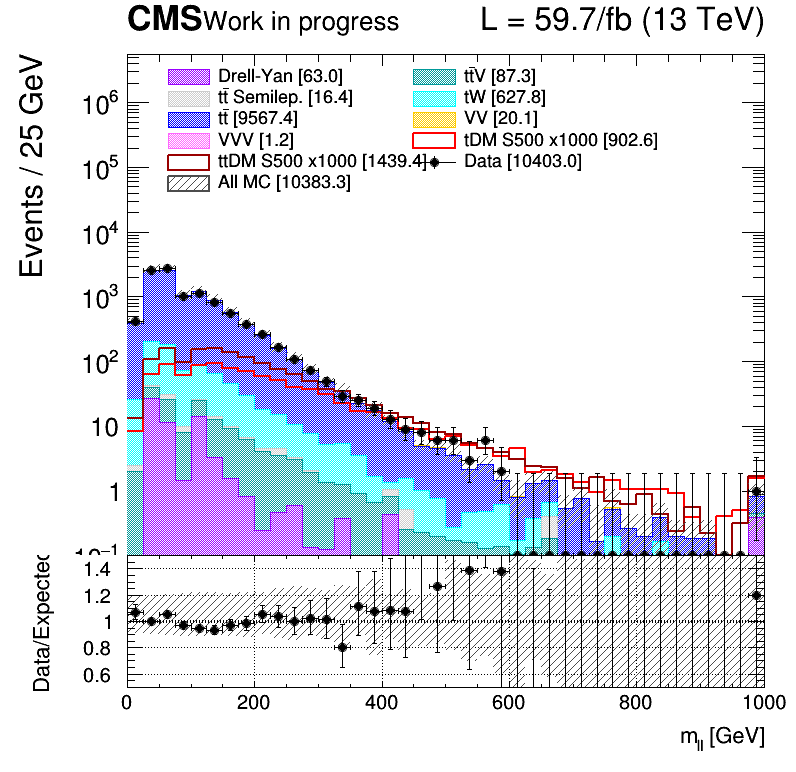 CMS Work in progress L = 59.7/fb (13 TeV)
Events / 25 GeV
Drell-Yan [63.0] tt̄V [87.3]
tt̄ Semilep. [16.4] tW [627.8]
tt̄ [9567.4] VV [20.1]
VVV [1.2] tDM S500 x1000 [902.6]
ttDM S500 x1000 [1439.4] Data [10403.0]
All MC [10383.3]
10⁶
10⁵
10⁴
10³
10²
10
1
10⁻¹
Data/Expected
1.4
1.2
1
0.8
0.6
0 200 400 600 800 1000
m_ll [GeV]